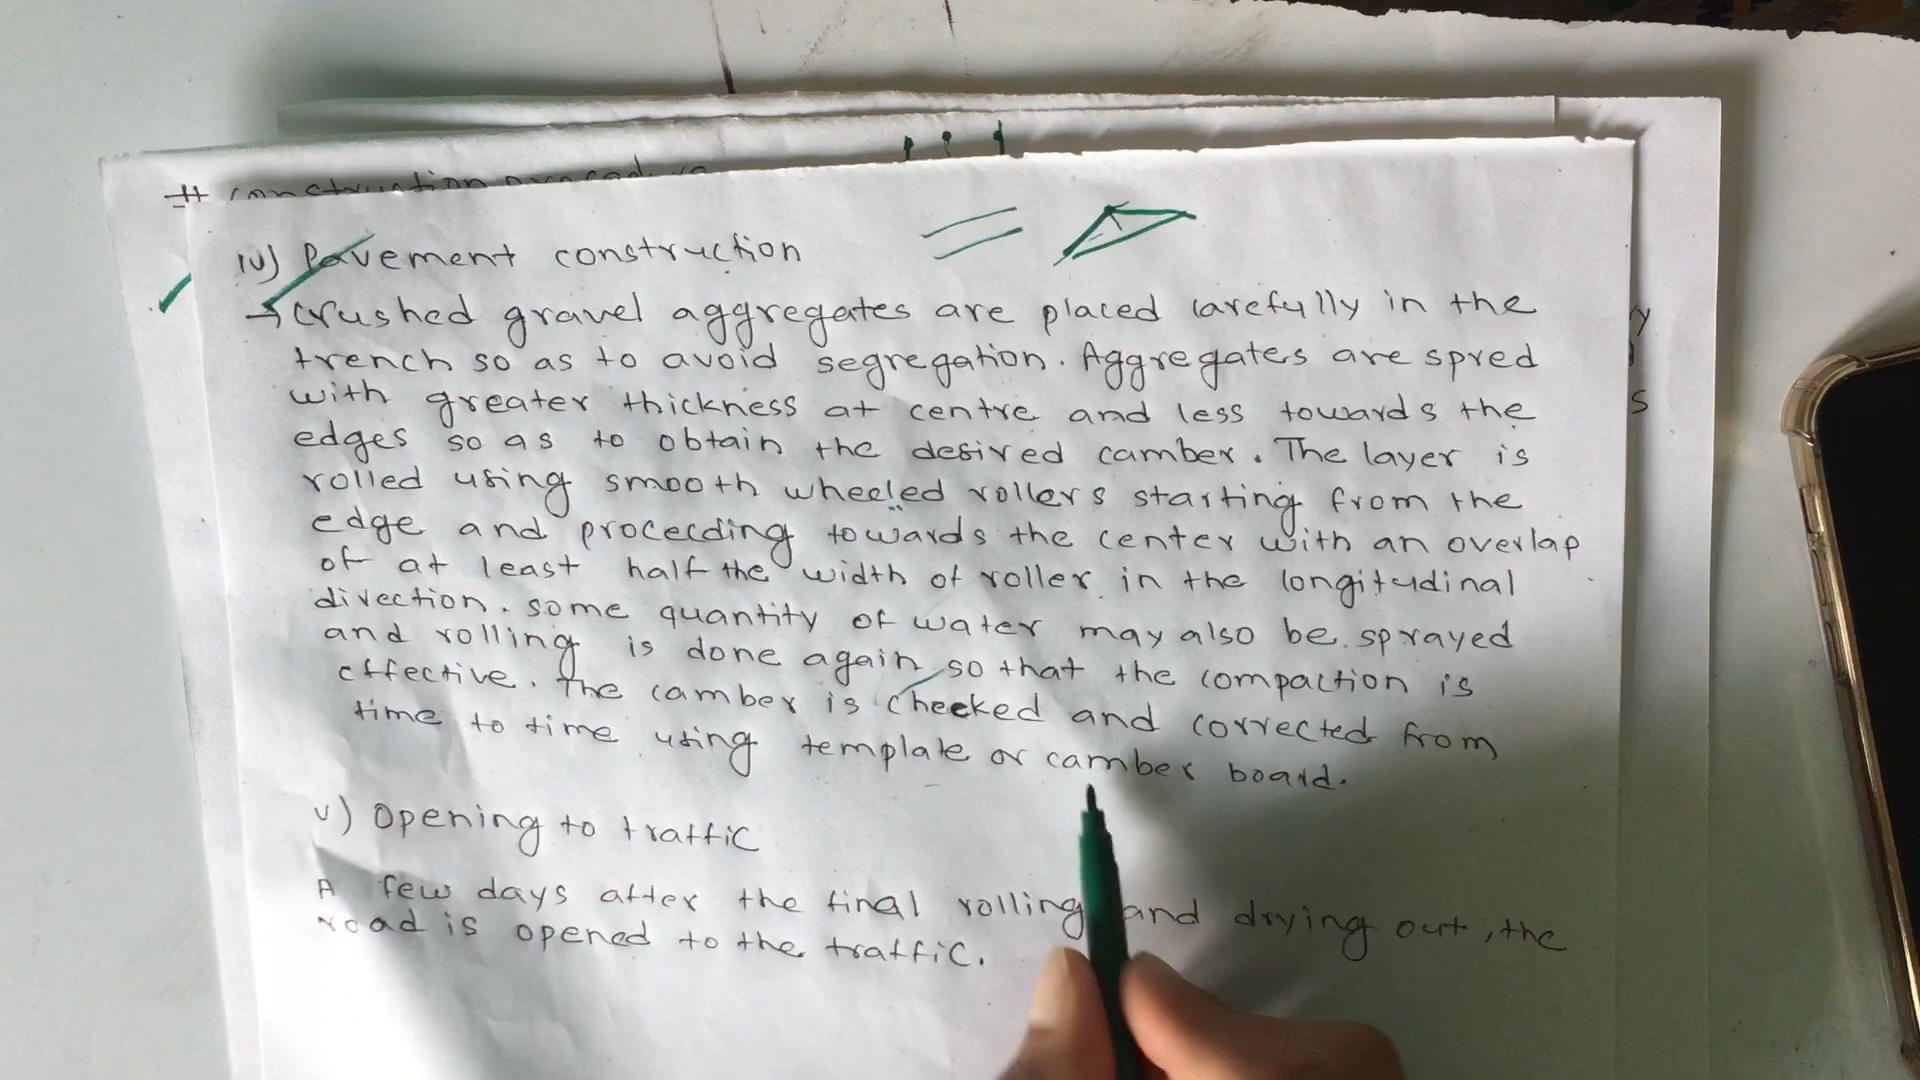 # construction
iv) Pavement construction
→ crushed gravel aggregates are placed carefully in the
trench so as to avoid segregation. Aggregates are spred
with greater thickness at centre and less towards the
edges so as to obtain the desired camber. The layer is
rolled using smooth wheeled rollers starting from the
edge and proceeding towards the center with an overlap
of at least half the width of roller in the longitudinal
direction. some quantity of water may also be sprayed
and rolling is done again so that the compaction is
effective. The camber is checked and corrected from
time to time using template or camber board.
v) Opening to traffic
A few days after the final rolling and drying out, the
road is opened to the traffic.
y
s